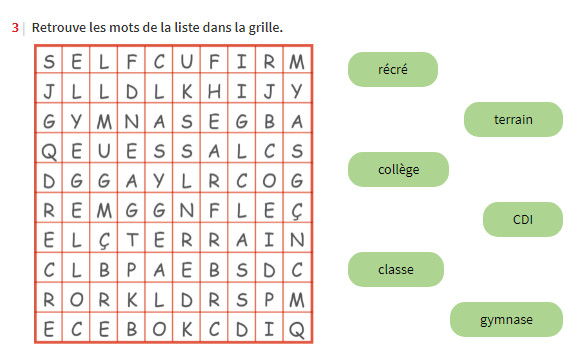 3 | Retrouve les mots de la liste dans la grille.
S E L F C U F I R M
J L L D L K H I J Y
G Y M N A S E G B A
Q E U E S S A L C S
D G G A Y L R C O G
R E M G G N F L E Ç
E L Ç T E R R A I N
C L B P A E B S D C
R O R K L D R S P M
E C E B O K C D I Q
récré
terrain
collège
CDI
classe
gymnase